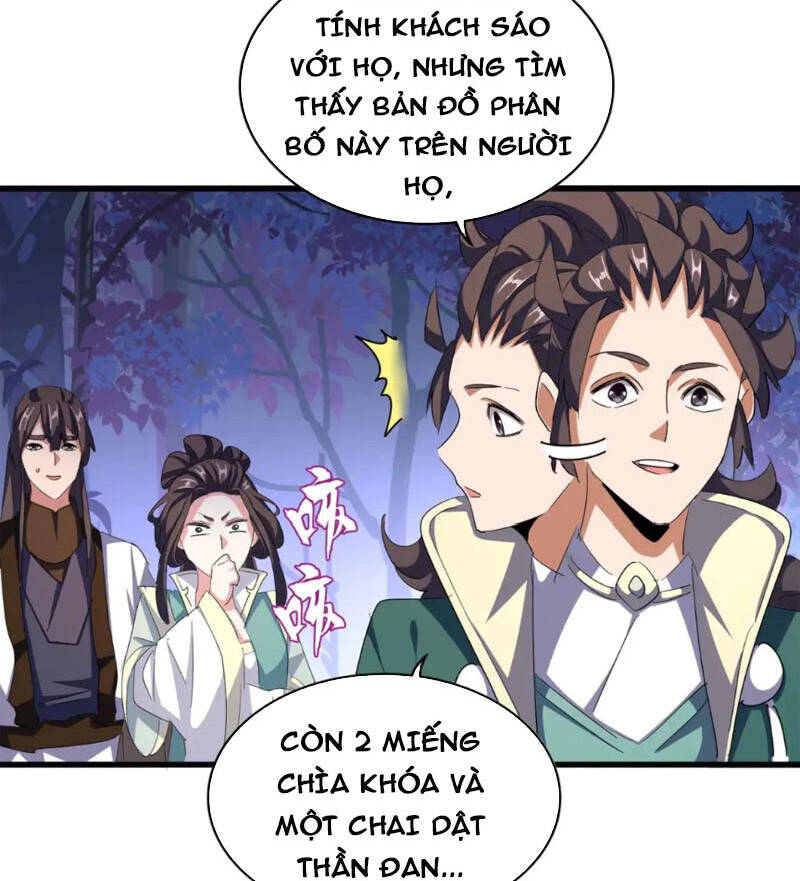 TÍNH KHÁCH SÁO
VỚI HỌ, NHƯNG TÌM
THẤY BẢN ĐỒ PHÂN
BỐ NÀY TRÊN NGƯỜI
HỌ,
咳
咳
CÒN 2 MIẾNG
CHÌA KHÓA VÀ
MỘT CHAI DẬT
THẦN ĐAN...